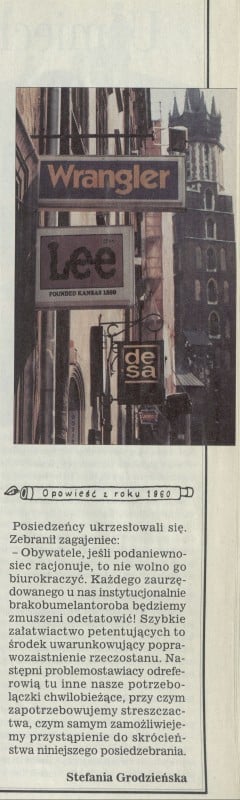 Wrangler
Lee
FOUNDED KANSAS 1889
de
sa
Opowieść z roku 1960
Posiedzeńcy ukrzesłowali się.
Zebranił zagajeniec:
– Obywatele, jeśli podaniewno-
siec racjonuje, to nie wolno go
biurokraczyć. Każdego zaurzę-
dowanego u nas instytucjonalnie
brakobumelantoroba będziemy
zmuszeni odetatowić! Szybkie
załatwiactwo petentujących to
środek uwarunkowujący popra-
wozaistnienie rzeczostanu. Na-
stępni problemostawiacy odrefe-
rowią tu inne nasze potrzebo-
łączki chwilobieżące, przy czym
zapotrzebowujemy streszczac-
twa, czym samym zamożliwieje-
my przystąpienie do skrócień-
stwa niniejszego posiedzebrania.
Stefania Grodzieńska